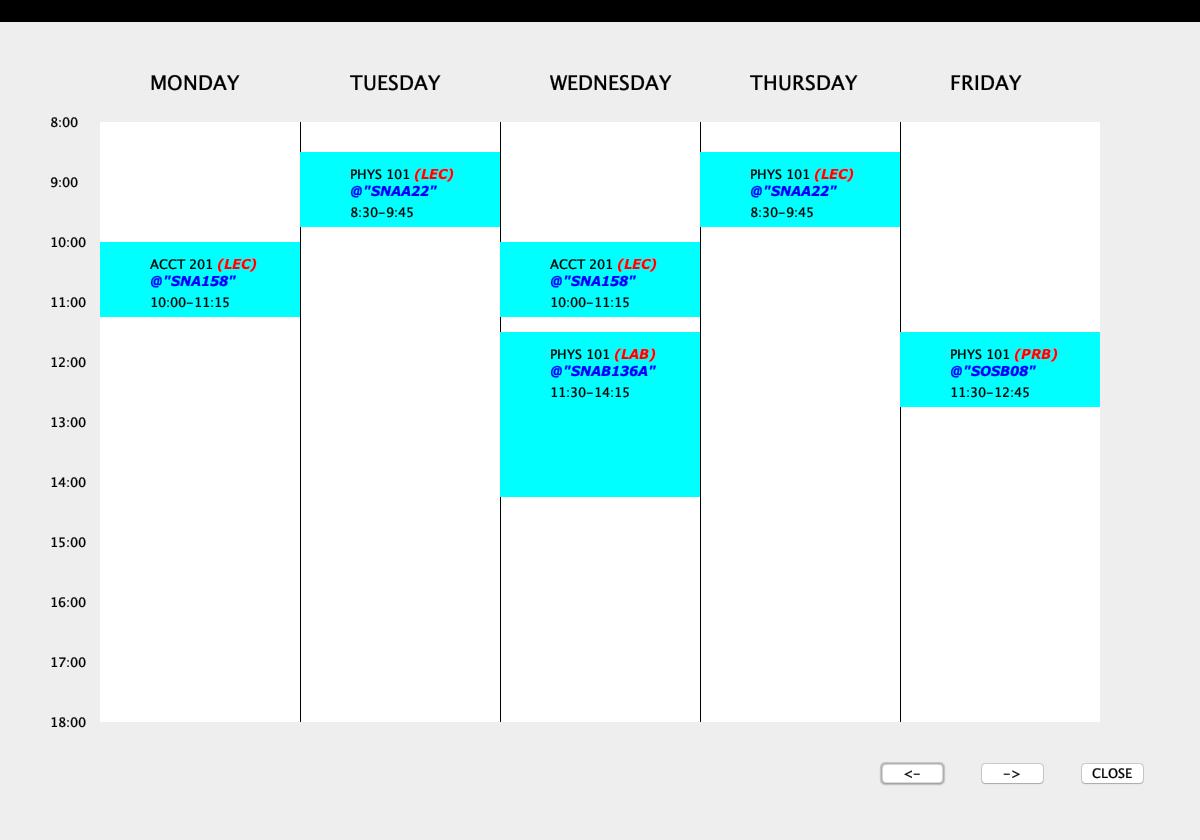 MONDAY TUESDAY WEDNESDAY THURSDAY FRIDAY
8:00
PHYS 101 (LEC) PHYS 101 (LEC)
9:00
@"SNAA22" @"SNAA22"
8:30-9:45 8:30-9:45
10:00
ACCT 201 (LEC) ACCT 201 (LEC)
@"SNA158" @"SNA158"
11:00 10:00-11:15 10:00-11:15
PHYS 101 (LAB) PHYS 101 (PRB)
12:00
@"SNAB136A" @"SOSB08"
11:30-14:15 11:30-12:45
13:00
14:00
15:00
16:00
17:00
18:00
<- -> CLOSE